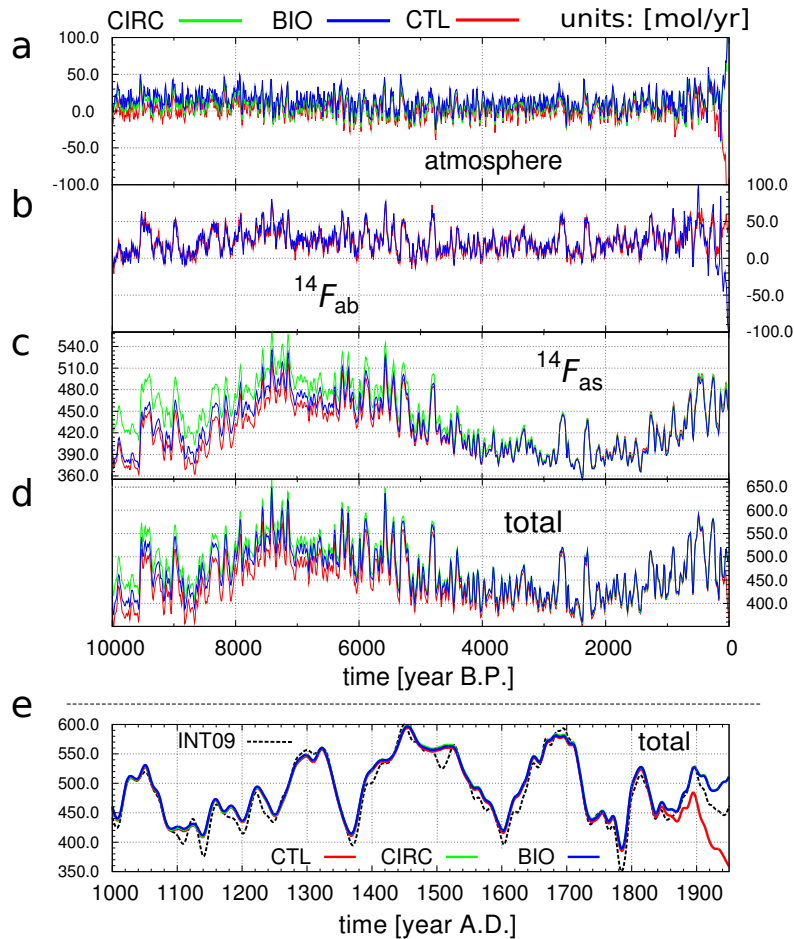 CIRC BIO CTL units: [mol/yr]
a
100.0
50.0
0.0
-50.0
-100.0
atmosphere
b
100.0
50.0
0.0
-50.0
-100.0
14Fab
c
540.0
500.0
450.0
420.0
390.0
360.0
14Fas
d
650.0
600.0
550.0
500.0
450.0
400.0
total
10000 8000 6000 4000 2000 0
time [year B.P.]
e
600.0
550.0
500.0
450.0
400.0
350.0
INT09
total
CTL CIRC BIO
1000 1100 1200 1300 1400 1500 1600 1700 1800 1900
time [year A.D.]